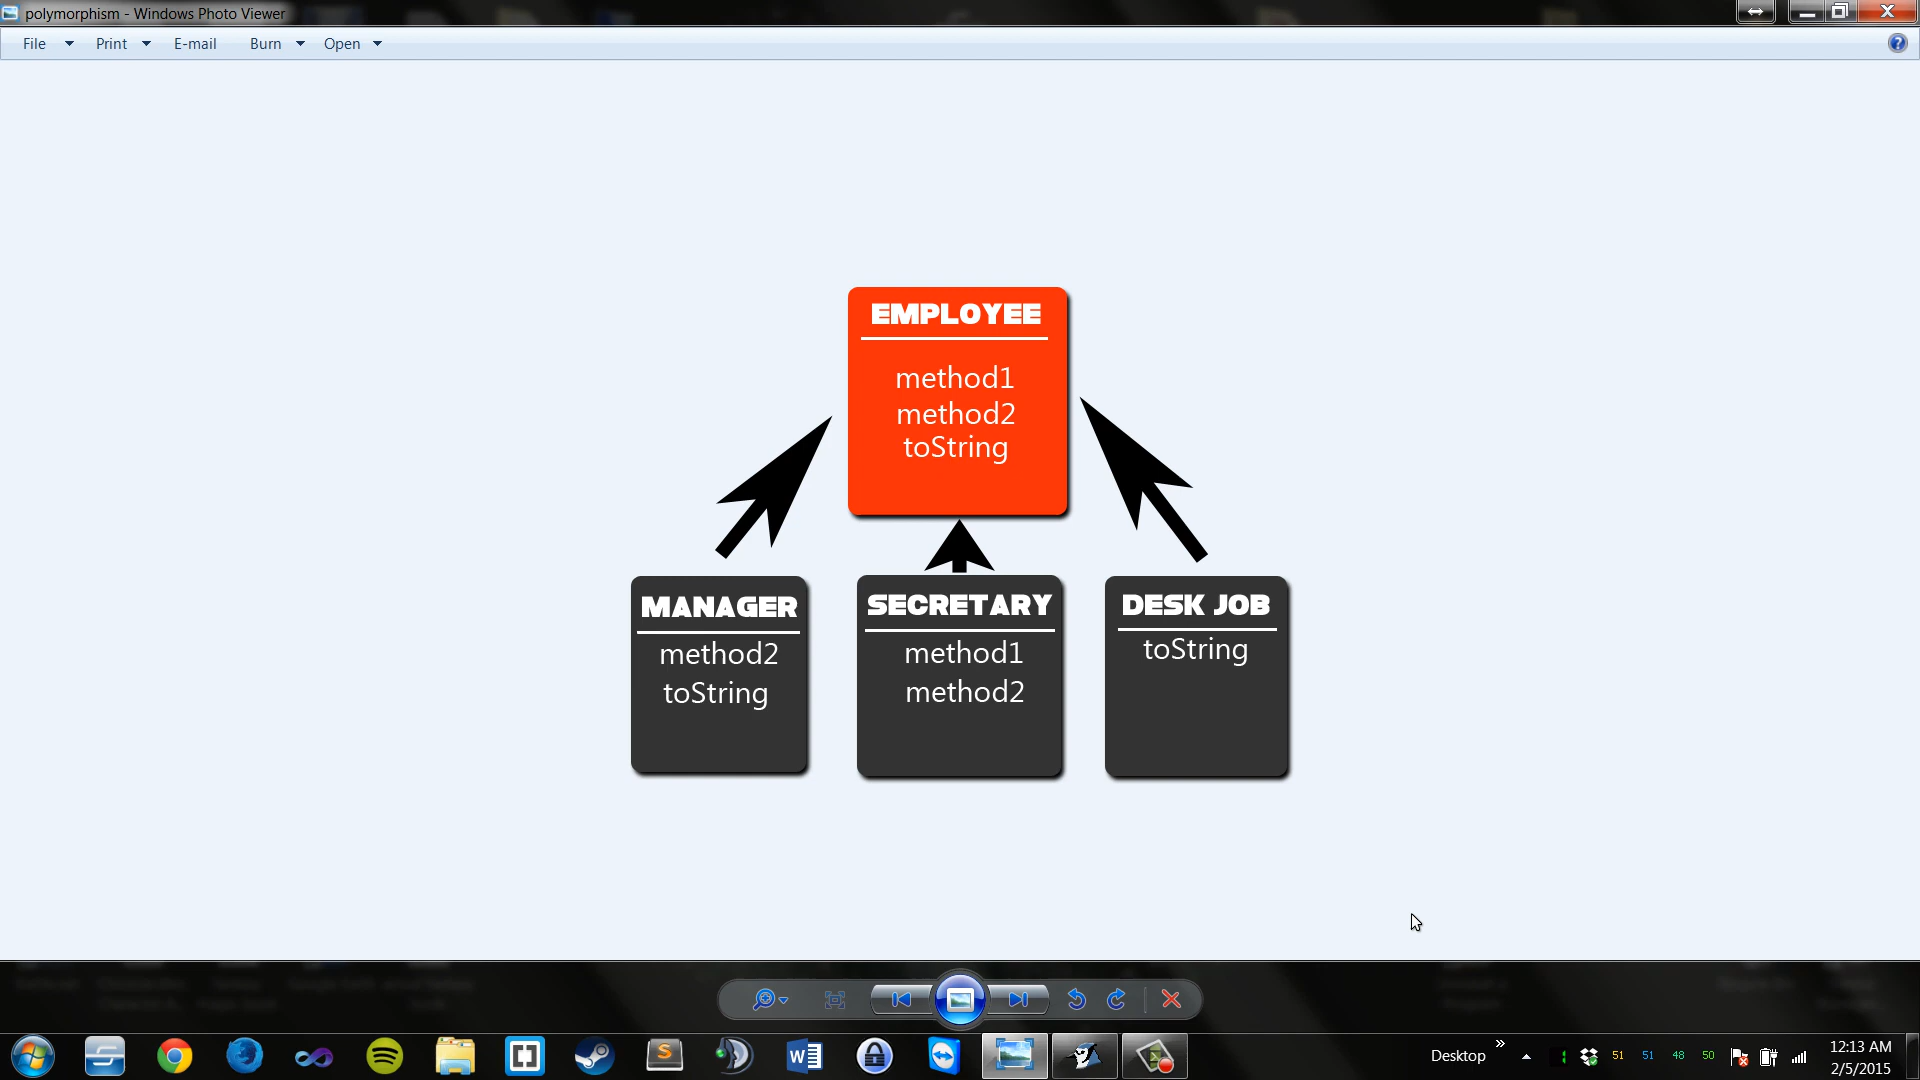 polymorphism - Windows Photo Viewer
File Print E-mail Burn Open
EMPLOYEE
method1
method2
toString
MANAGER
method2
toString
SECRETARY
method1
method2
DESK JOB
toString
Desktop
51 51 48 50
12:13 AM
2/5/2015